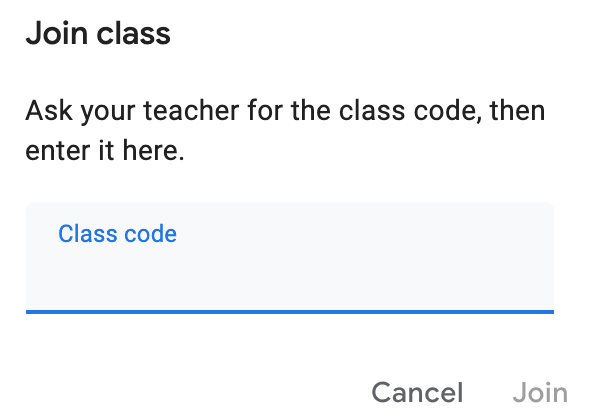 Join class
Ask your teacher for the class code, then
enter it here.
Class code
Cancel Join